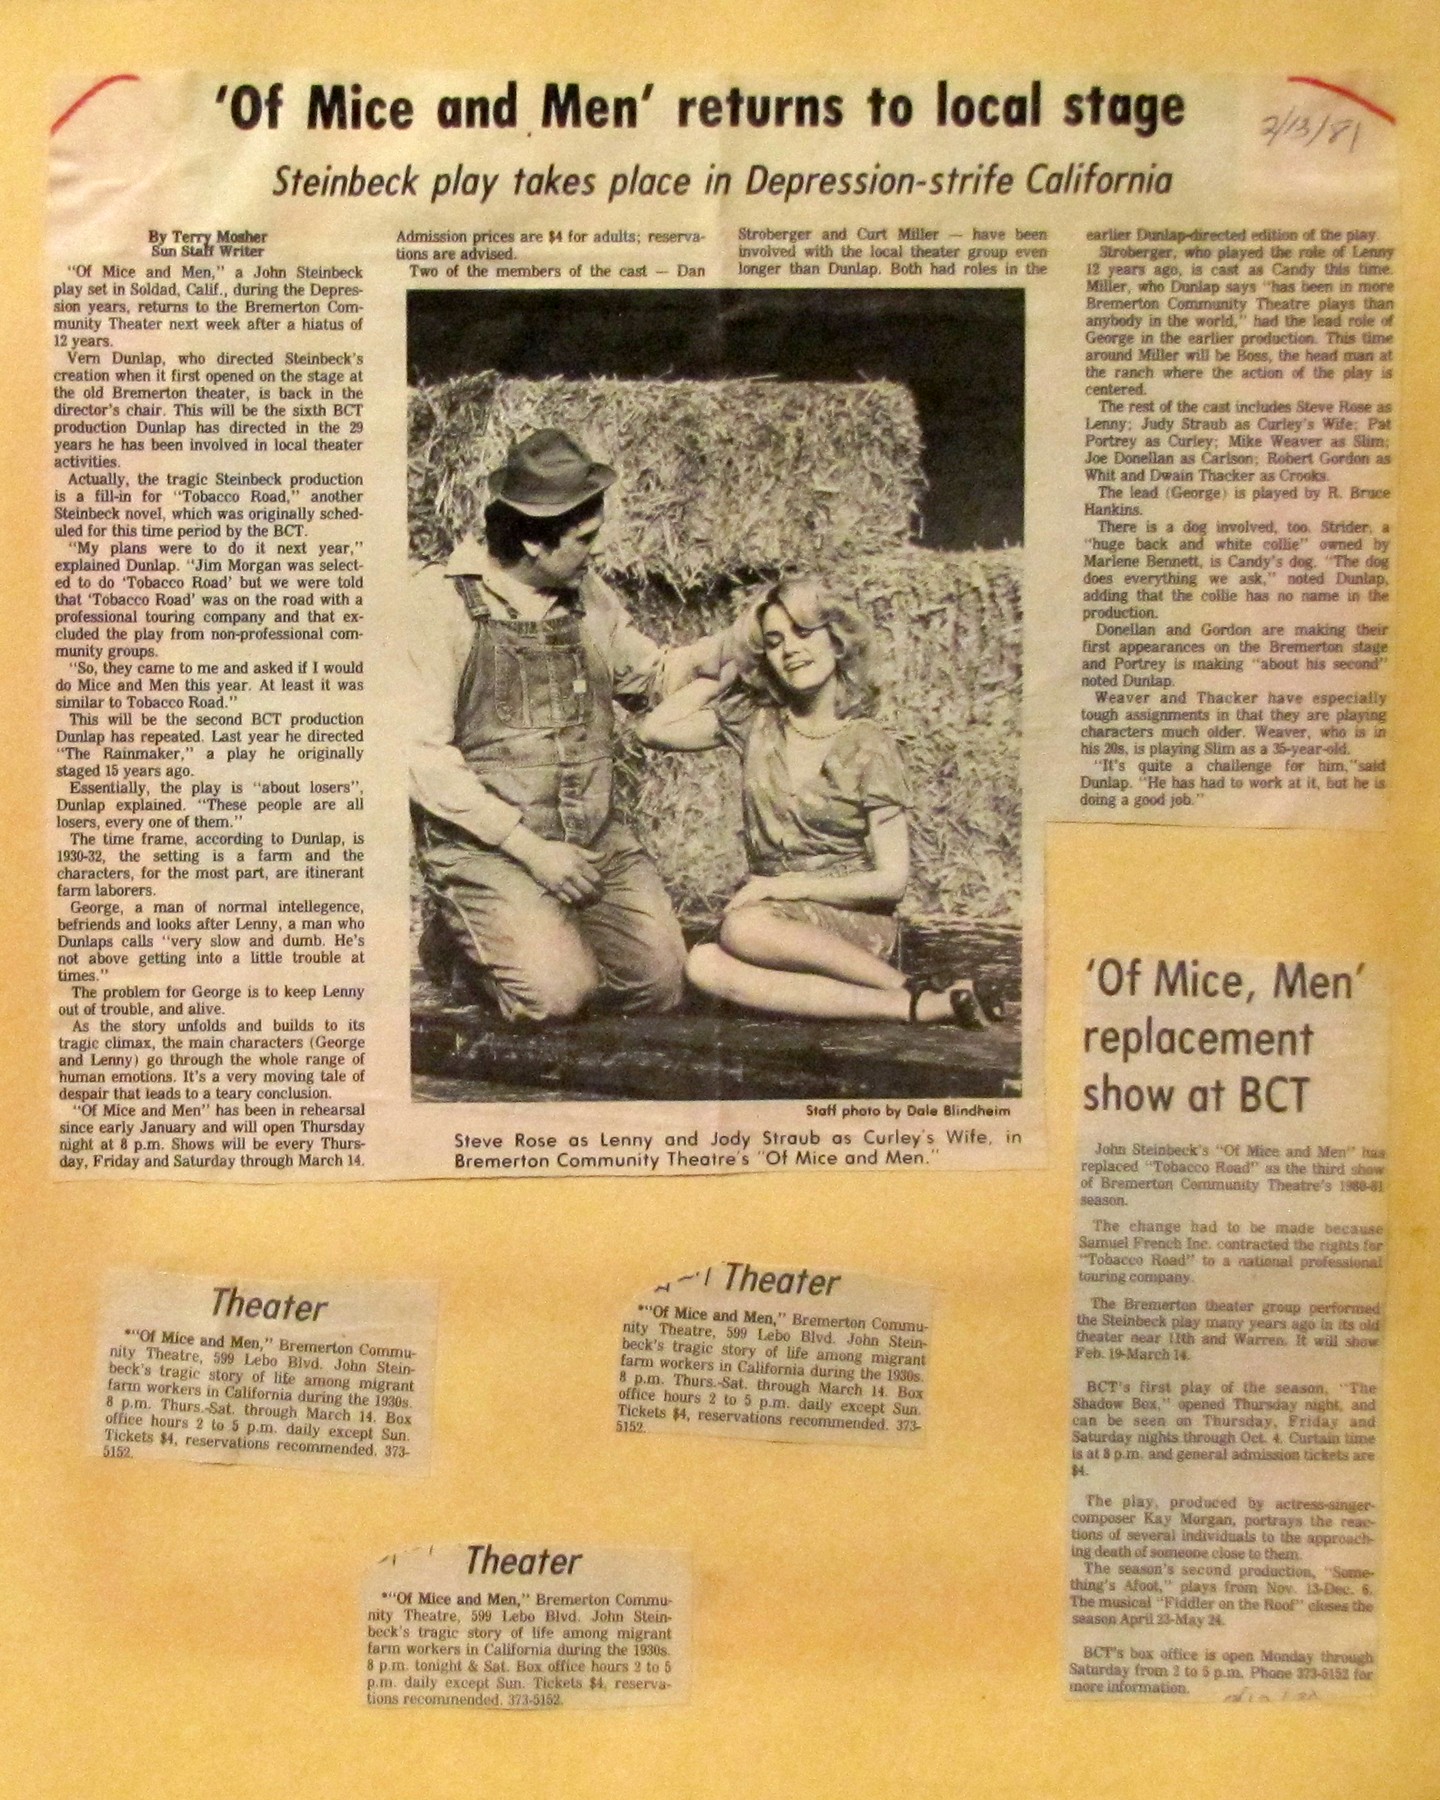 ‘Of Mice and Men’ returns to local stage
2/13/81
Steinbeck play takes place in Depression-strife California
By Terry Mosher
Sun Staff Writer
“Of Mice and Men,” a John Steinbeck
play set in Soldad, Calif., during the Depres-
sion years, returns to the Bremerton Com-
munity Theater next week after a hiatus of
12 years.
Vern Dunlap, who directed Steinbeck’s
creation when it first opened on the stage at
the old Bremerton theater, is back in the
director’s chair. This will be the sixth BCT
production Dunlap has directed in the 29
years he has been involved in local theater
activities.
Actually, the tragic Steinbeck production
is a fill-in for “Tobacco Road,” another
Steinbeck novel, which was originally sched-
uled for this time period by the BCT.
“My plans were to do it next year,”
explained Dunlap. “Jim Morgan was select-
ed to do ‘Tobacco Road’ but we were told
that ‘Tobacco Road’ was on the road with a
professional touring company and that ex-
cluded the play from non-professional com-
munity groups.
“So, they came to me and asked if I would
do Mice and Men this year. At least it was
similar to Tobacco Road.”
This will be the second BCT production
Dunlap has repeated. Last year he directed
“The Rainmaker,” a play he originally
staged 15 years ago.
Essentially, the play is “about losers”,
Dunlap explained. “These people are all
losers, every one of them.”
The time frame, according to Dunlap, is
1930-32, the setting is a farm and the
characters, for the most part, are itinerant
farm laborers.
George, a man of normal intellegence,
befriends and looks after Lenny, a man who
Dunlaps calls “very slow and dumb. He’s
not above getting into a little trouble at
times.”
The problem for George is to keep Lenny
out of trouble, and alive.
As the story unfolds and builds to its
tragic climax, the main characters (George
and Lenny) go through the whole range of
human emotions. It’s a very moving tale of
despair that leads to a teary conclusion.
“Of Mice and Men” has been in rehearsal
since early January and will open Thursday
night at 8 p.m. Shows will be every Thurs-
day, Friday and Saturday through March 14.
Admission prices are $4 for adults; reserva-
tions are advised.
Two of the members of the cast — Dan
Stroberger and Curt Miller — have been
involved with the local theater group even
longer than Dunlap. Both had roles in the
earlier Dunlap-directed edition of the play.
Stroberger, who played the role of Lenny
12 years ago, is cast as Candy this time.
Miller, who Dunlap says “has been in more
Bremerton Community Theatre plays than
anybody in the world,” had the lead role of
George in the earlier production. This time
around Miller will be Boss, the head man at
the ranch where the action of the play is
centered.
The rest of the cast includes Steve Rose as
Lenny; Judy Straub as Curley’s Wife; Pat
Portrey as Curley; Mike Weaver as Slim;
Joe Donellan as Carlson; Robert Gordon as
Whit and Dwain Thacker as Crooks.
The lead (George) is played by R. Bruce
Hankins.
There is a dog involved, too. Strider, a
“huge back and white collie” owned by
Marlene Bennett, is Candy’s dog. “The dog
does everything we ask,” noted Dunlap,
adding that the collie has no name in the
production.
Donellan and Gordon are making their
first appearances on the Bremerton stage
and Portrey is making “about his second”
noted Dunlap.
Weaver and Thacker have especially
tough assignments in that they are playing
characters much older. Weaver, who is in
his 20s, is playing Slim as a 35-year-old.
“It’s quite a challenge for him,”said
Dunlap. “He has had to work at it, but he is
doing a good job.”
Staff photo by Dale Blindheim
Steve Rose as Lenny and Jody Straub as Curley’s Wife, in
Bremerton Community Theatre’s “Of Mice and Men.”
‘Of Mice, Men’
replacement
show at BCT
John Steinbeck’s “Of Mice and Men” has
replaced “Tobacco Road” as the third show
of Bremerton Community Theatre’s 1980-81
season.
The change had to be made because
Samuel French Inc. contracted the rights for
“Tobacco Road” to a national professional
touring company.
The Bremerton theater group performed
the Steinbeck play many years ago in its old
theater near 11th and Warren. It will show
Feb. 19-March 14.
BCT’s first play of the season, “The
Shadow Box,” opened Thursday night, and
can be seen on Thursday, Friday and
Saturday nights through Oct. 4. Curtain time
is at 8 p.m. and general admission tickets are
$4.
The play, produced by actress-singer-
composer Kay Morgan, portrays the reac-
tions of several individuals to the approach-
ing death of someone close to them.
The season’s second production, “Some-
thing’s Afoot,” plays from Nov. 13-Dec. 6.
The musical “Fiddler on the Roof” closes the
season April 23-May 24.
BCT’s box office is open Monday through
Saturday from 2 to 5 p.m. Phone 373-5152 for
more information.
Theater
*“Of Mice and Men,” Bremerton Commu-
nity Theatre, 599 Lebo Blvd. John Stein-
beck’s tragic story of life among migrant
farm workers in California during the 1930s.
8 p.m. Thurs.-Sat. through March 14. Box
office hours 2 to 5 p.m. daily except Sun.
Tickets $4, reservations recommended. 373-
5152.
Theater
*“Of Mice and Men,” Bremerton Commu-
nity Theatre, 599 Lebo Blvd. John Stein-
beck’s tragic story of life among migrant
farm workers in California during the 1930s.
8 p.m. Thurs.-Sat. through March 14. Box
office hours 2 to 5 p.m. daily except Sun.
Tickets $4, reservations recommended. 373-
5152.
Theater
*“Of Mice and Men,” Bremerton Commu-
nity Theatre, 599 Lebo Blvd. John Stein-
beck’s tragic story of life among migrant
farm workers in California during the 1930s.
8 p.m. tonight & Sat. Box office hours 2 to 5
p.m. daily except Sun. Tickets $4, reserva-
tions recommended. 373-5152.